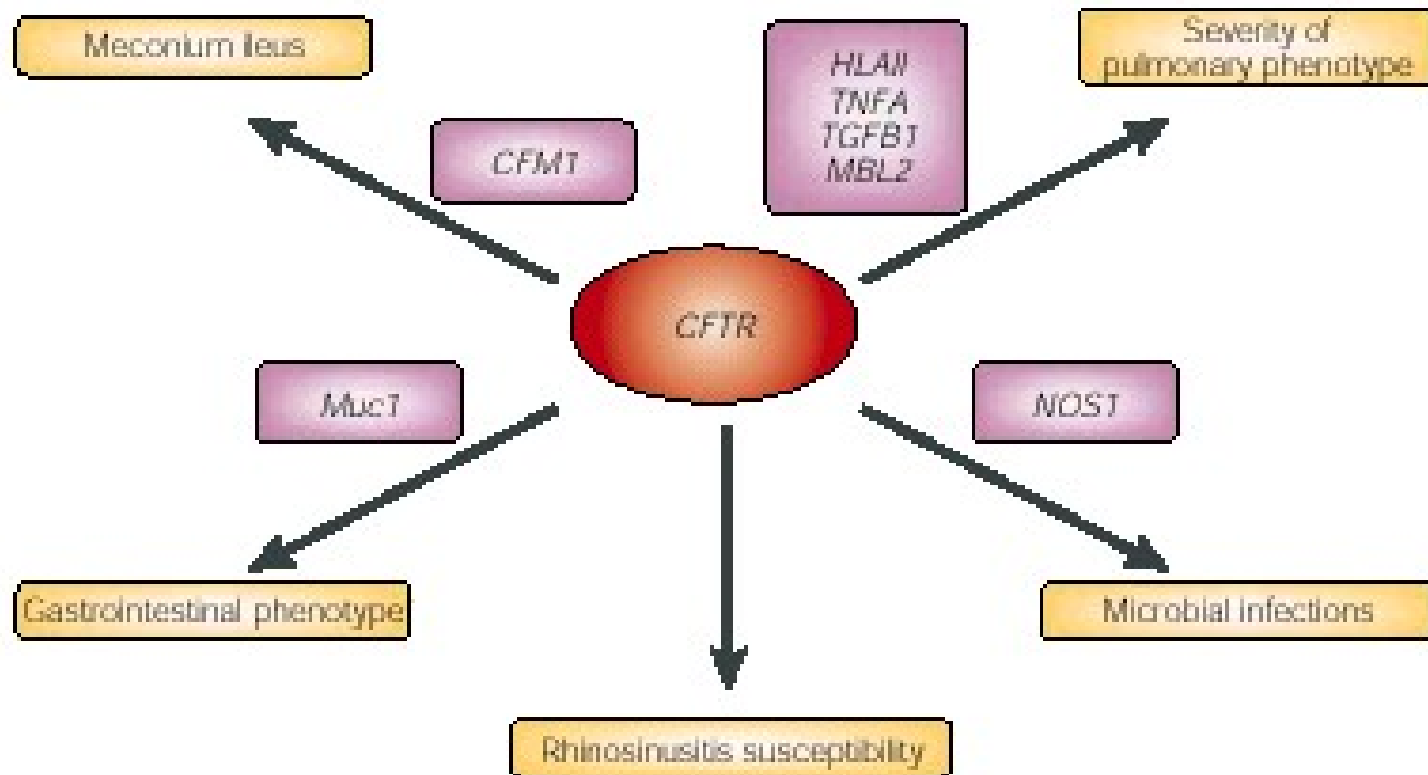 Meconium ileus
HLAII
TNFA
TGFB1
MBL2
Severity of
pulmonary phenotype
CFM1
CFTR
Muc1
NOS1
Gastrointestinal phenotype
Microbial infections
Rhinosinusitis susceptibility